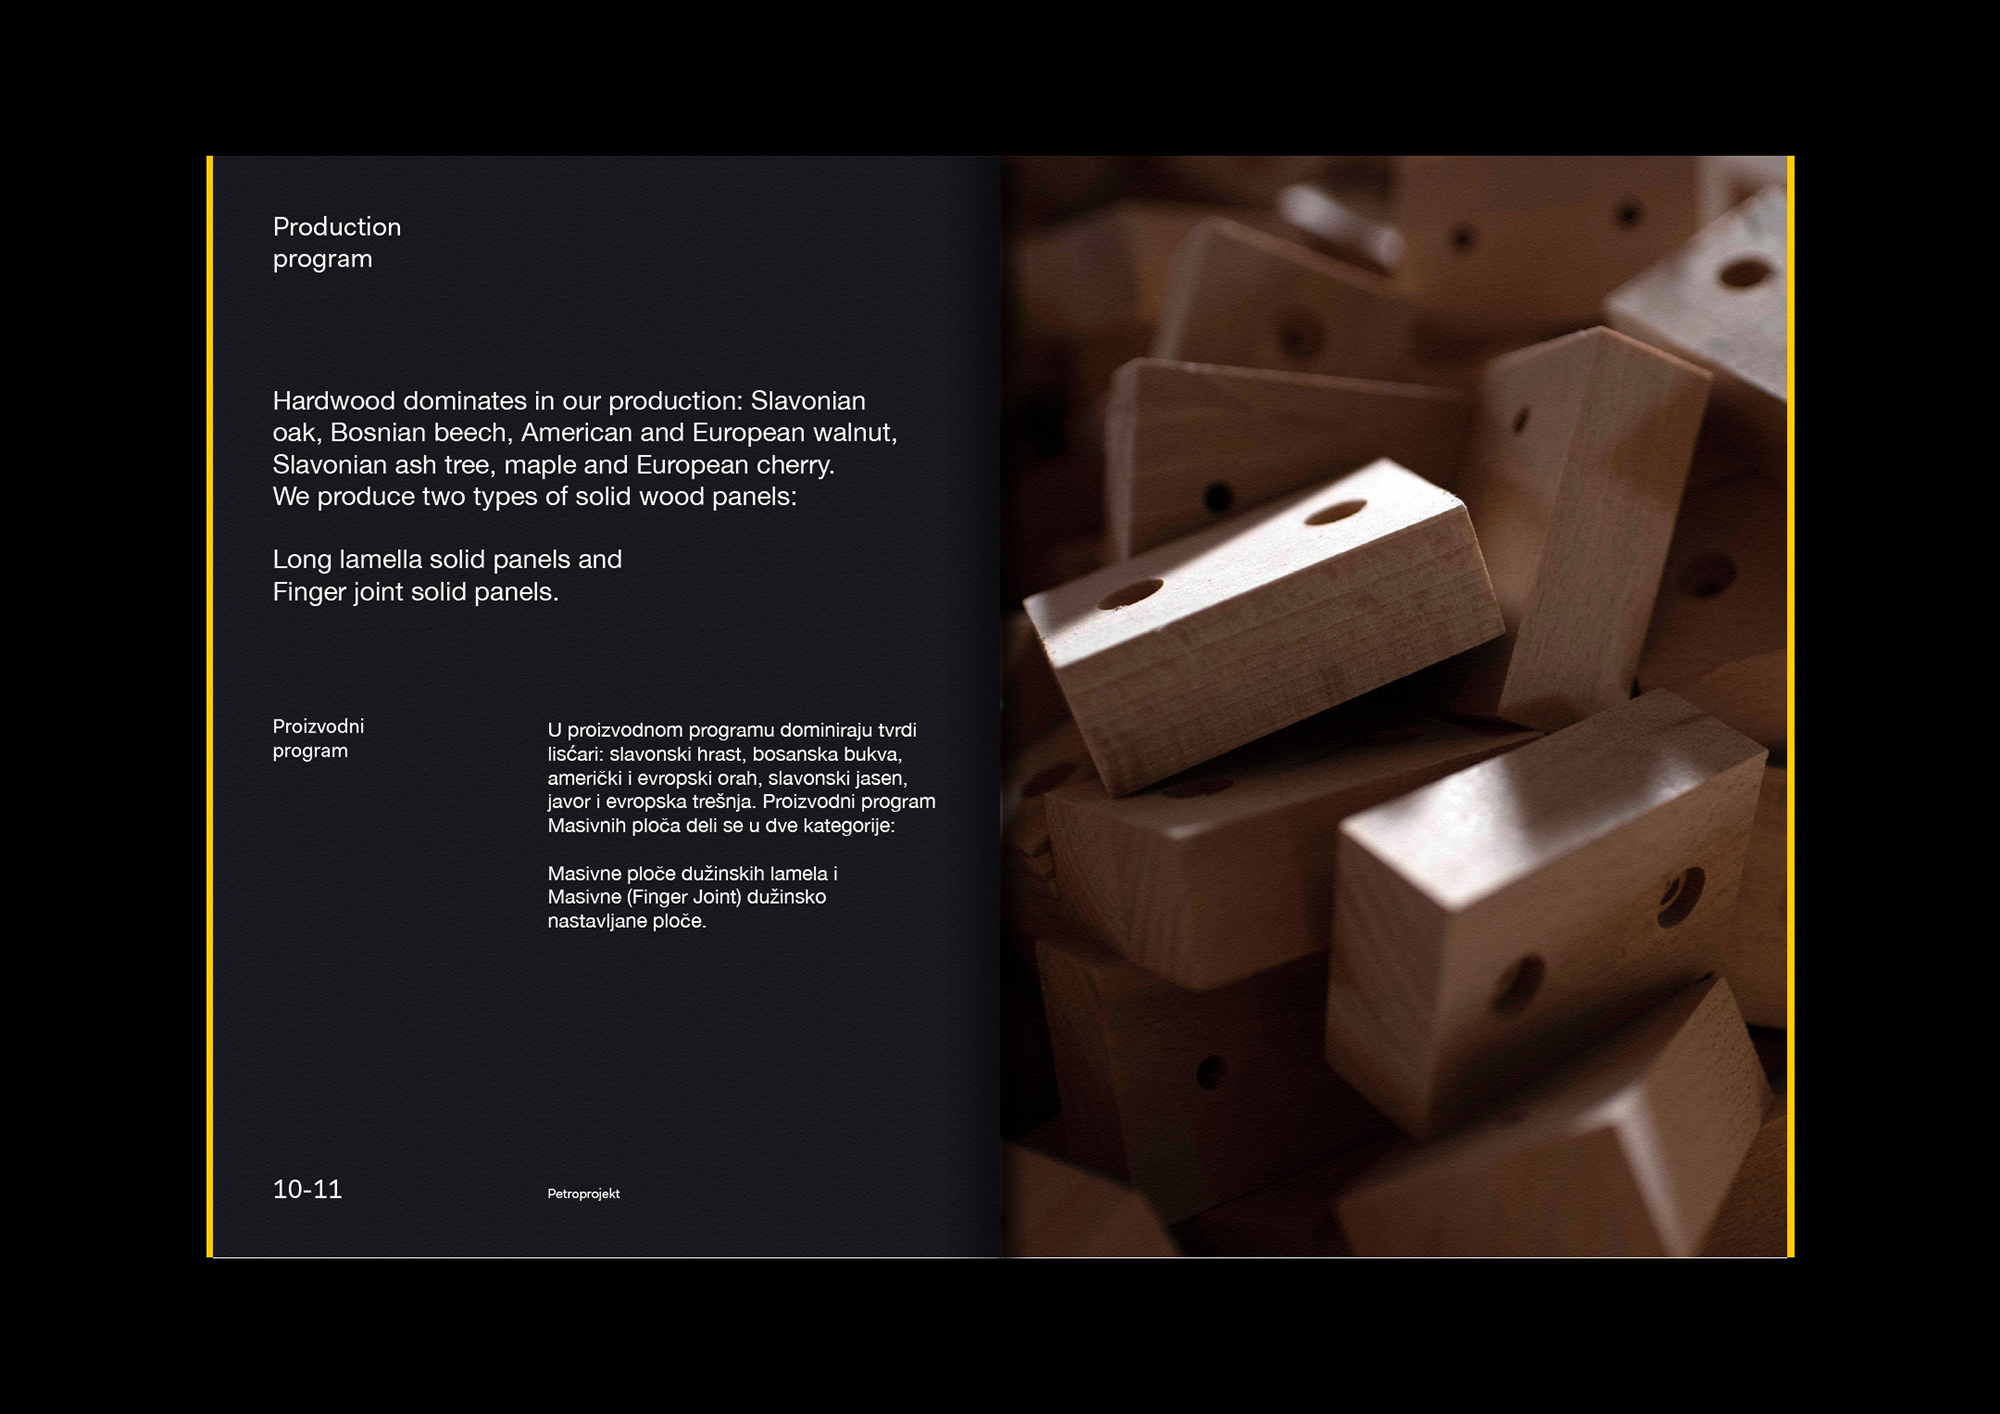 Production
program
Hardwood dominates in our production: Slavonian
oak, Bosnian beech, American and European walnut,
Slavonian ash tree, maple and European cherry.
We produce two types of solid wood panels:
Long lamella solid panels and
Finger joint solid panels.
Proizvodni
program
U proizvodnom programu dominiraju tvrdi
lisćari: slavonski hrast, bosanska bukva,
američki i evropski orah, slavonski jasen,
javor i evropska trešnja. Proizvodni program
Masivnih ploča deli se u dve kategorije:
Masivne ploče dužinskih lamela i
Masivne (Finger Joint) dužinsko
nastavljane ploče.
10-11
Petroprojekt